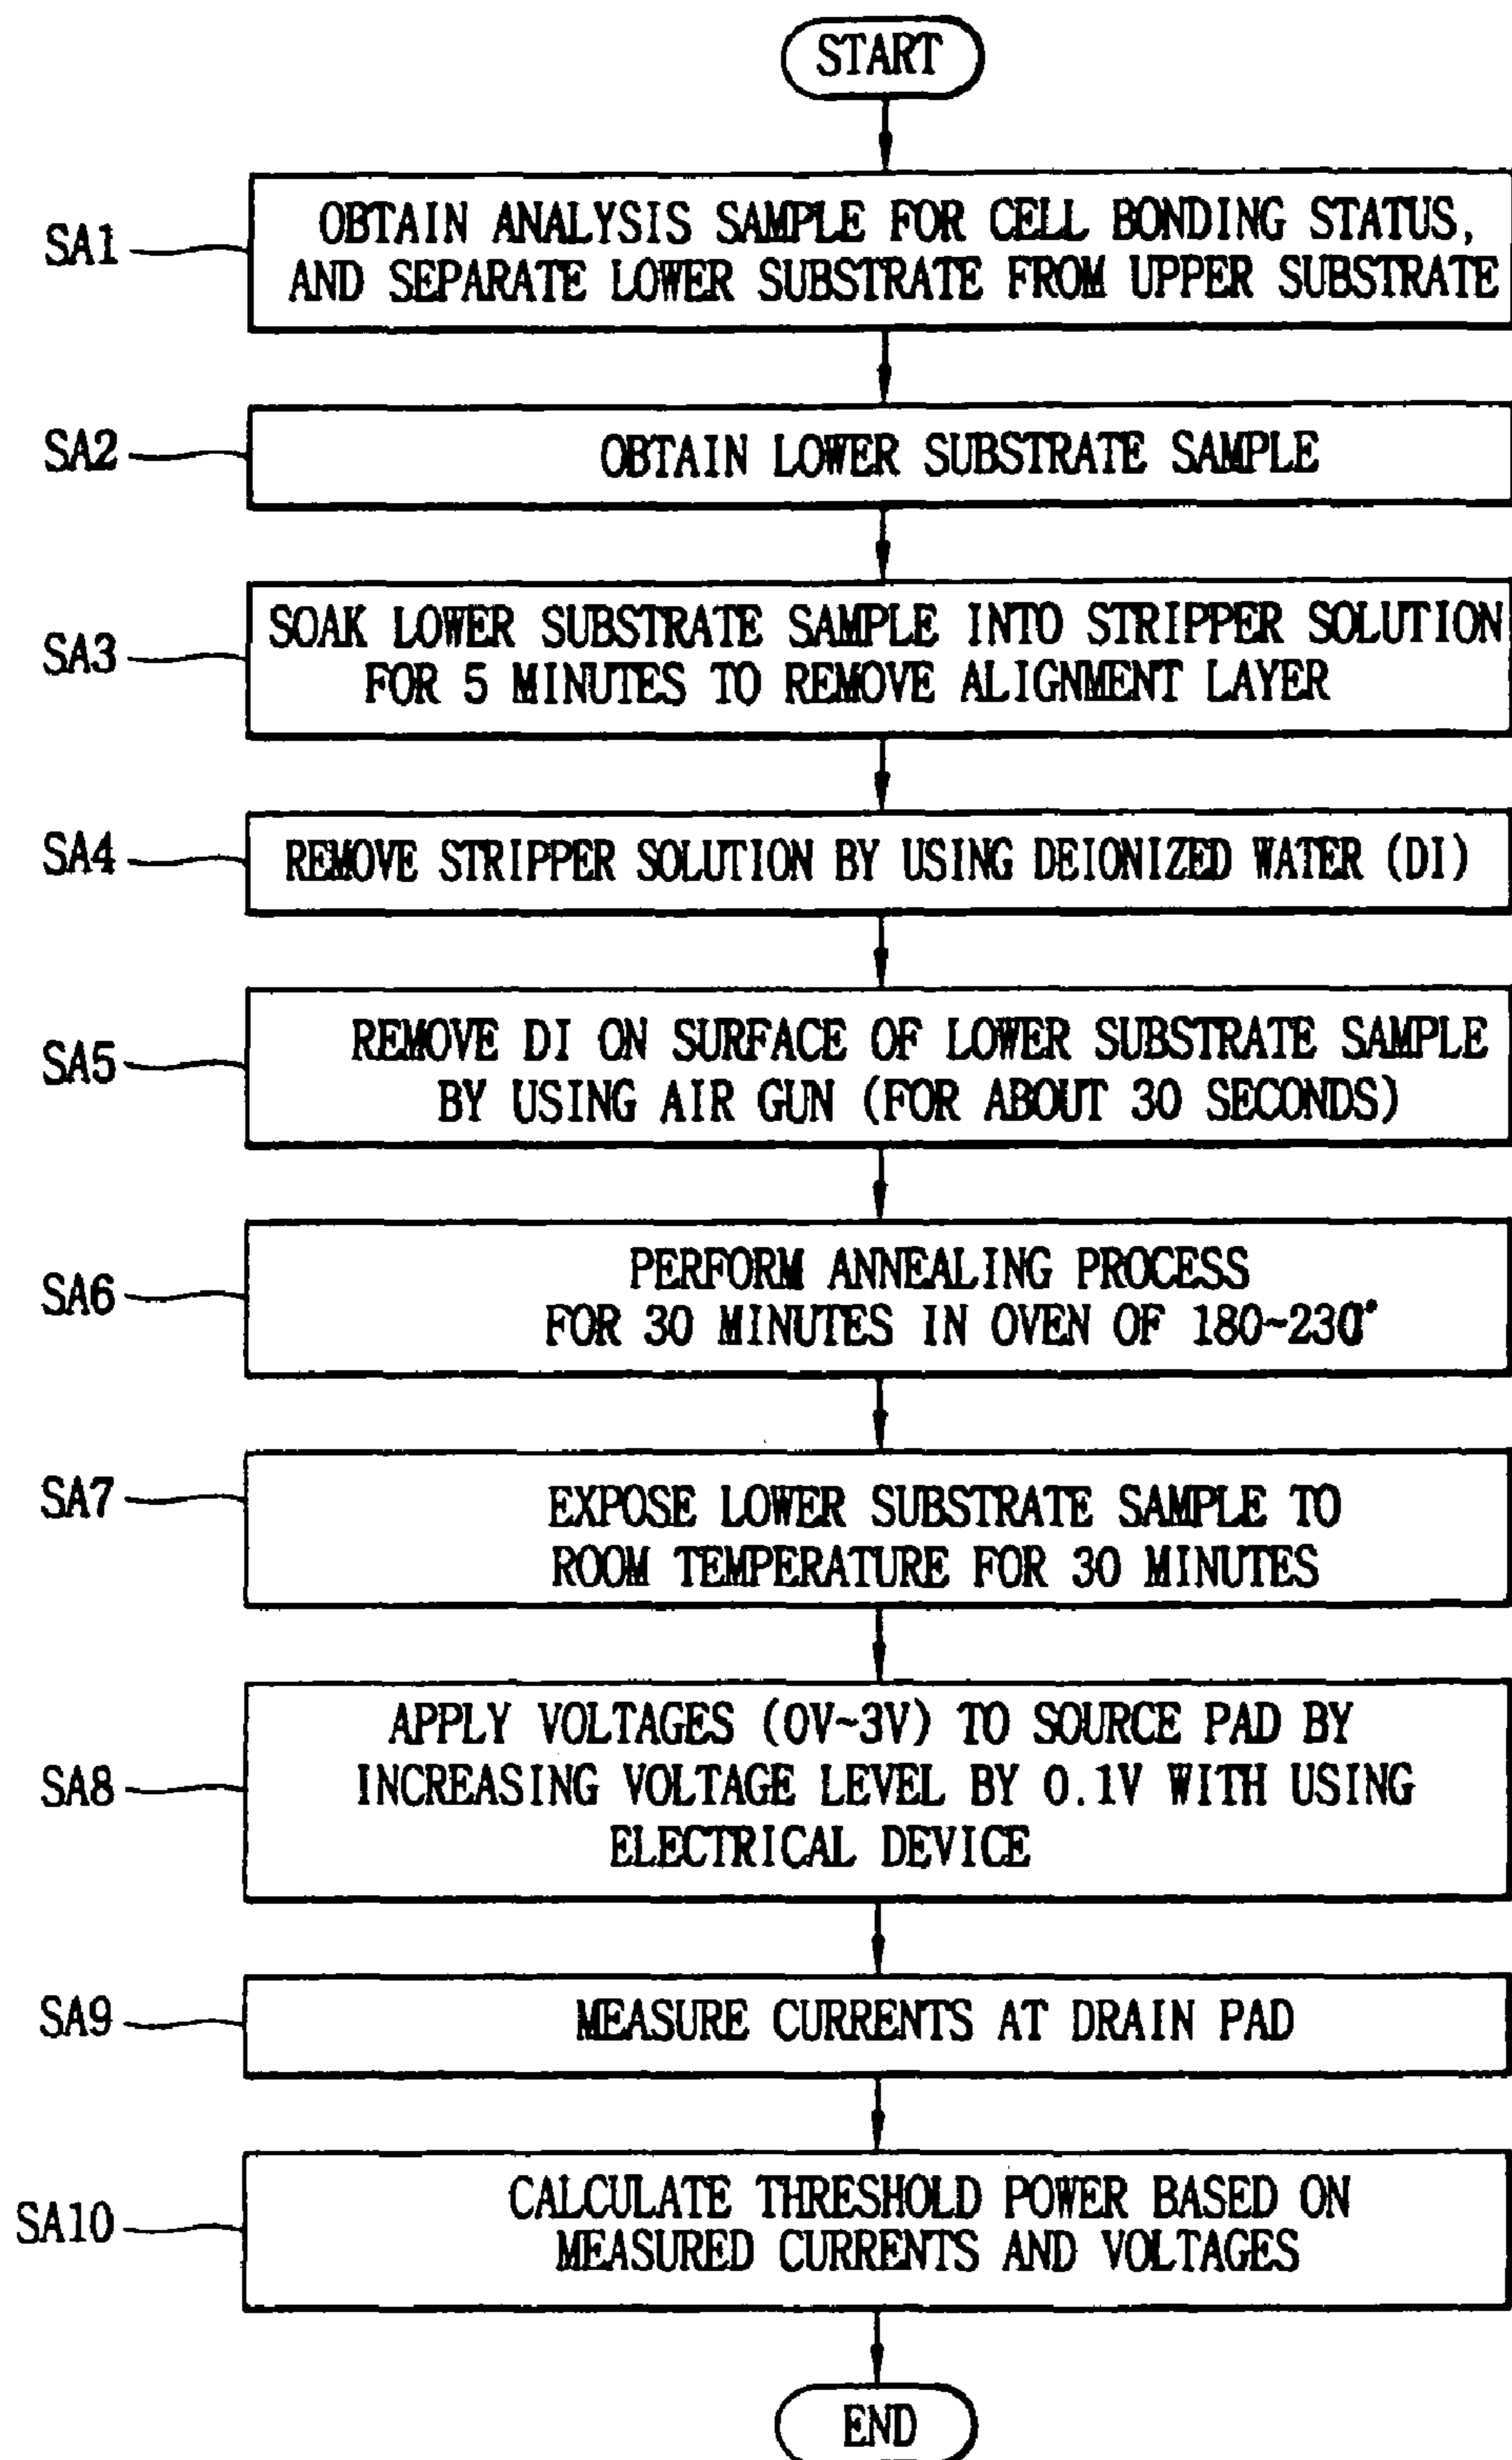 START
SA1
OBTAIN ANALYSIS SAMPLE FOR CELL BONDING STATUS,
AND SEPARATE LOWER SUBSTRATE FROM UPPER SUBSTRATE
SA2
OBTAIN LOWER SUBSTRATE SAMPLE
SA3
SOAK LOWER SUBSTRATE SAMPLE INTO STRIPPER SOLUTION
FOR 5 MINUTES TO REMOVE ALIGNMENT LAYER
SA4
REMOVE STRIPPER SOLUTION BY USING DEIONIZED WATER (DI)
SA5
REMOVE DI ON SURFACE OF LOWER SUBSTRATE SAMPLE
BY USING AIR GUN (FOR ABOUT 30 SECONDS)
SA6
PERFORM ANNEALING PROCESS
FOR 30 MINUTES IN OVEN OF 180~230°
SA7
EXPOSE LOWER SUBSTRATE SAMPLE TO
ROOM TEMPERATURE FOR 30 MINUTES
SA8
APPLY VOLTAGES (0V~3V) TO SOURCE PAD BY
INCREASING VOLTAGE LEVEL BY 0.1V WITH USING
ELECTRICAL DEVICE
SA9
MEASURE CURRENTS AT DRAIN PAD
SA10
CALCULATE THRESHOLD POWER BASED ON
MEASURED CURRENTS AND VOLTAGES
END